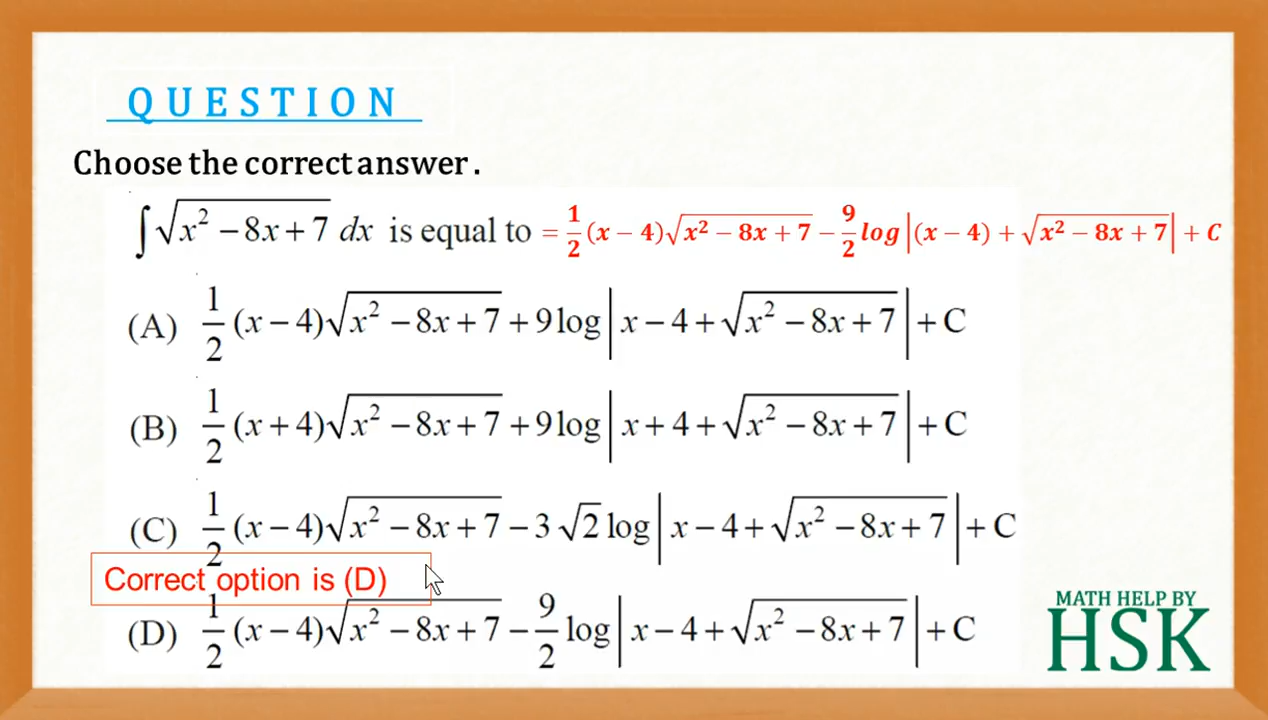 QUESTION
Choose the correct answer .
∫√(x² − 8x + 7) dx is equal to = 1/2 (x − 4)√(x² − 8x + 7) − 9/2 log |(x − 4) + √(x² − 8x + 7)| + C
(A) 1/2 (x − 4)√(x² − 8x + 7) + 9 log |x − 4 + √(x² − 8x + 7)| + C
(B) 1/2 (x + 4)√(x² − 8x + 7) + 9 log |x + 4 + √(x² − 8x + 7)| + C
(C) 1/2 (x − 4)√(x² − 8x + 7) − 3√2 log |x − 4 + √(x² − 8x + 7)| + C
Correct option is (D)
(D) 1/2 (x − 4)√(x² − 8x + 7) − 9/2 log |x − 4 + √(x² − 8x + 7)| + C
MATH HELP BY
HSK